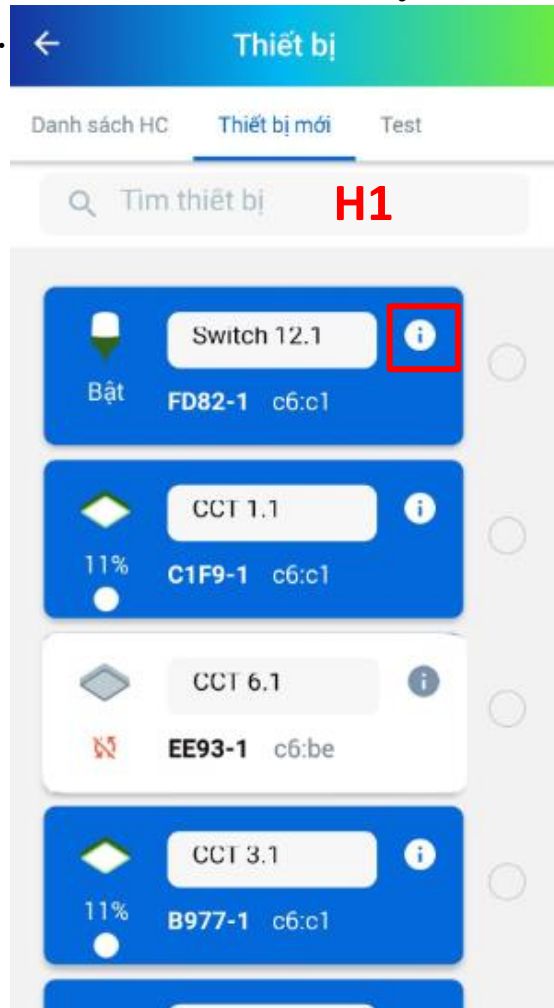 Thiết bị
Danh sách HC Thiết bị mới Test
Tìm thiết bị H1
Switch 12.1
Bật FD82-1 c6:c1
CCT 1.1
11% C1F9-1 c6:c1
CCT 6.1
EE93-1 c6:be
CCT 3.1
11% B977-1 c6:c1